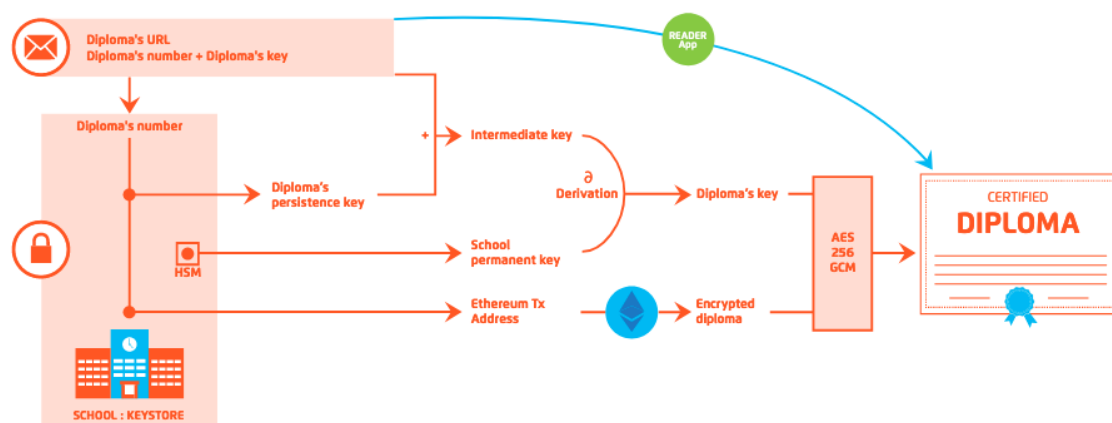 Diploma's URL
Diploma's number + Diploma's key
READER
App
Diploma's number
+
Intermediate key
Diploma's
persistence key
∂
Derivation
Diploma's key
HSM
School
permanent key
Ethereum Tx
Address
Encrypted
diploma
AES
256
GCM
CERTIFIED
DIPLOMA
SCHOOL : KEYSTORE